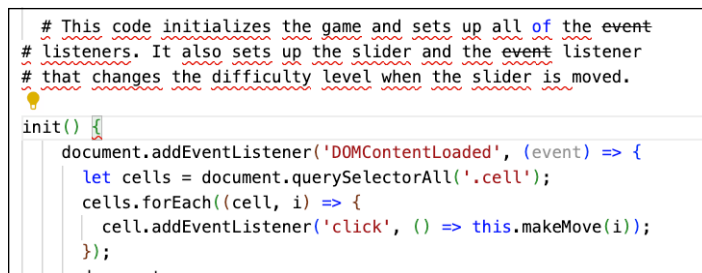 # This code initializes the game and sets up all of the event
# listeners. It also sets up the slider and the event listener
# that changes the difficulty level when the slider is moved.
init() {
document.addEventListener('DOMContentLoaded', (event) => {
let cells = document.querySelectorAll('.cell');
cells.forEach((cell, i) => {
cell.addEventListener('click', () => this.makeMove(i));
});